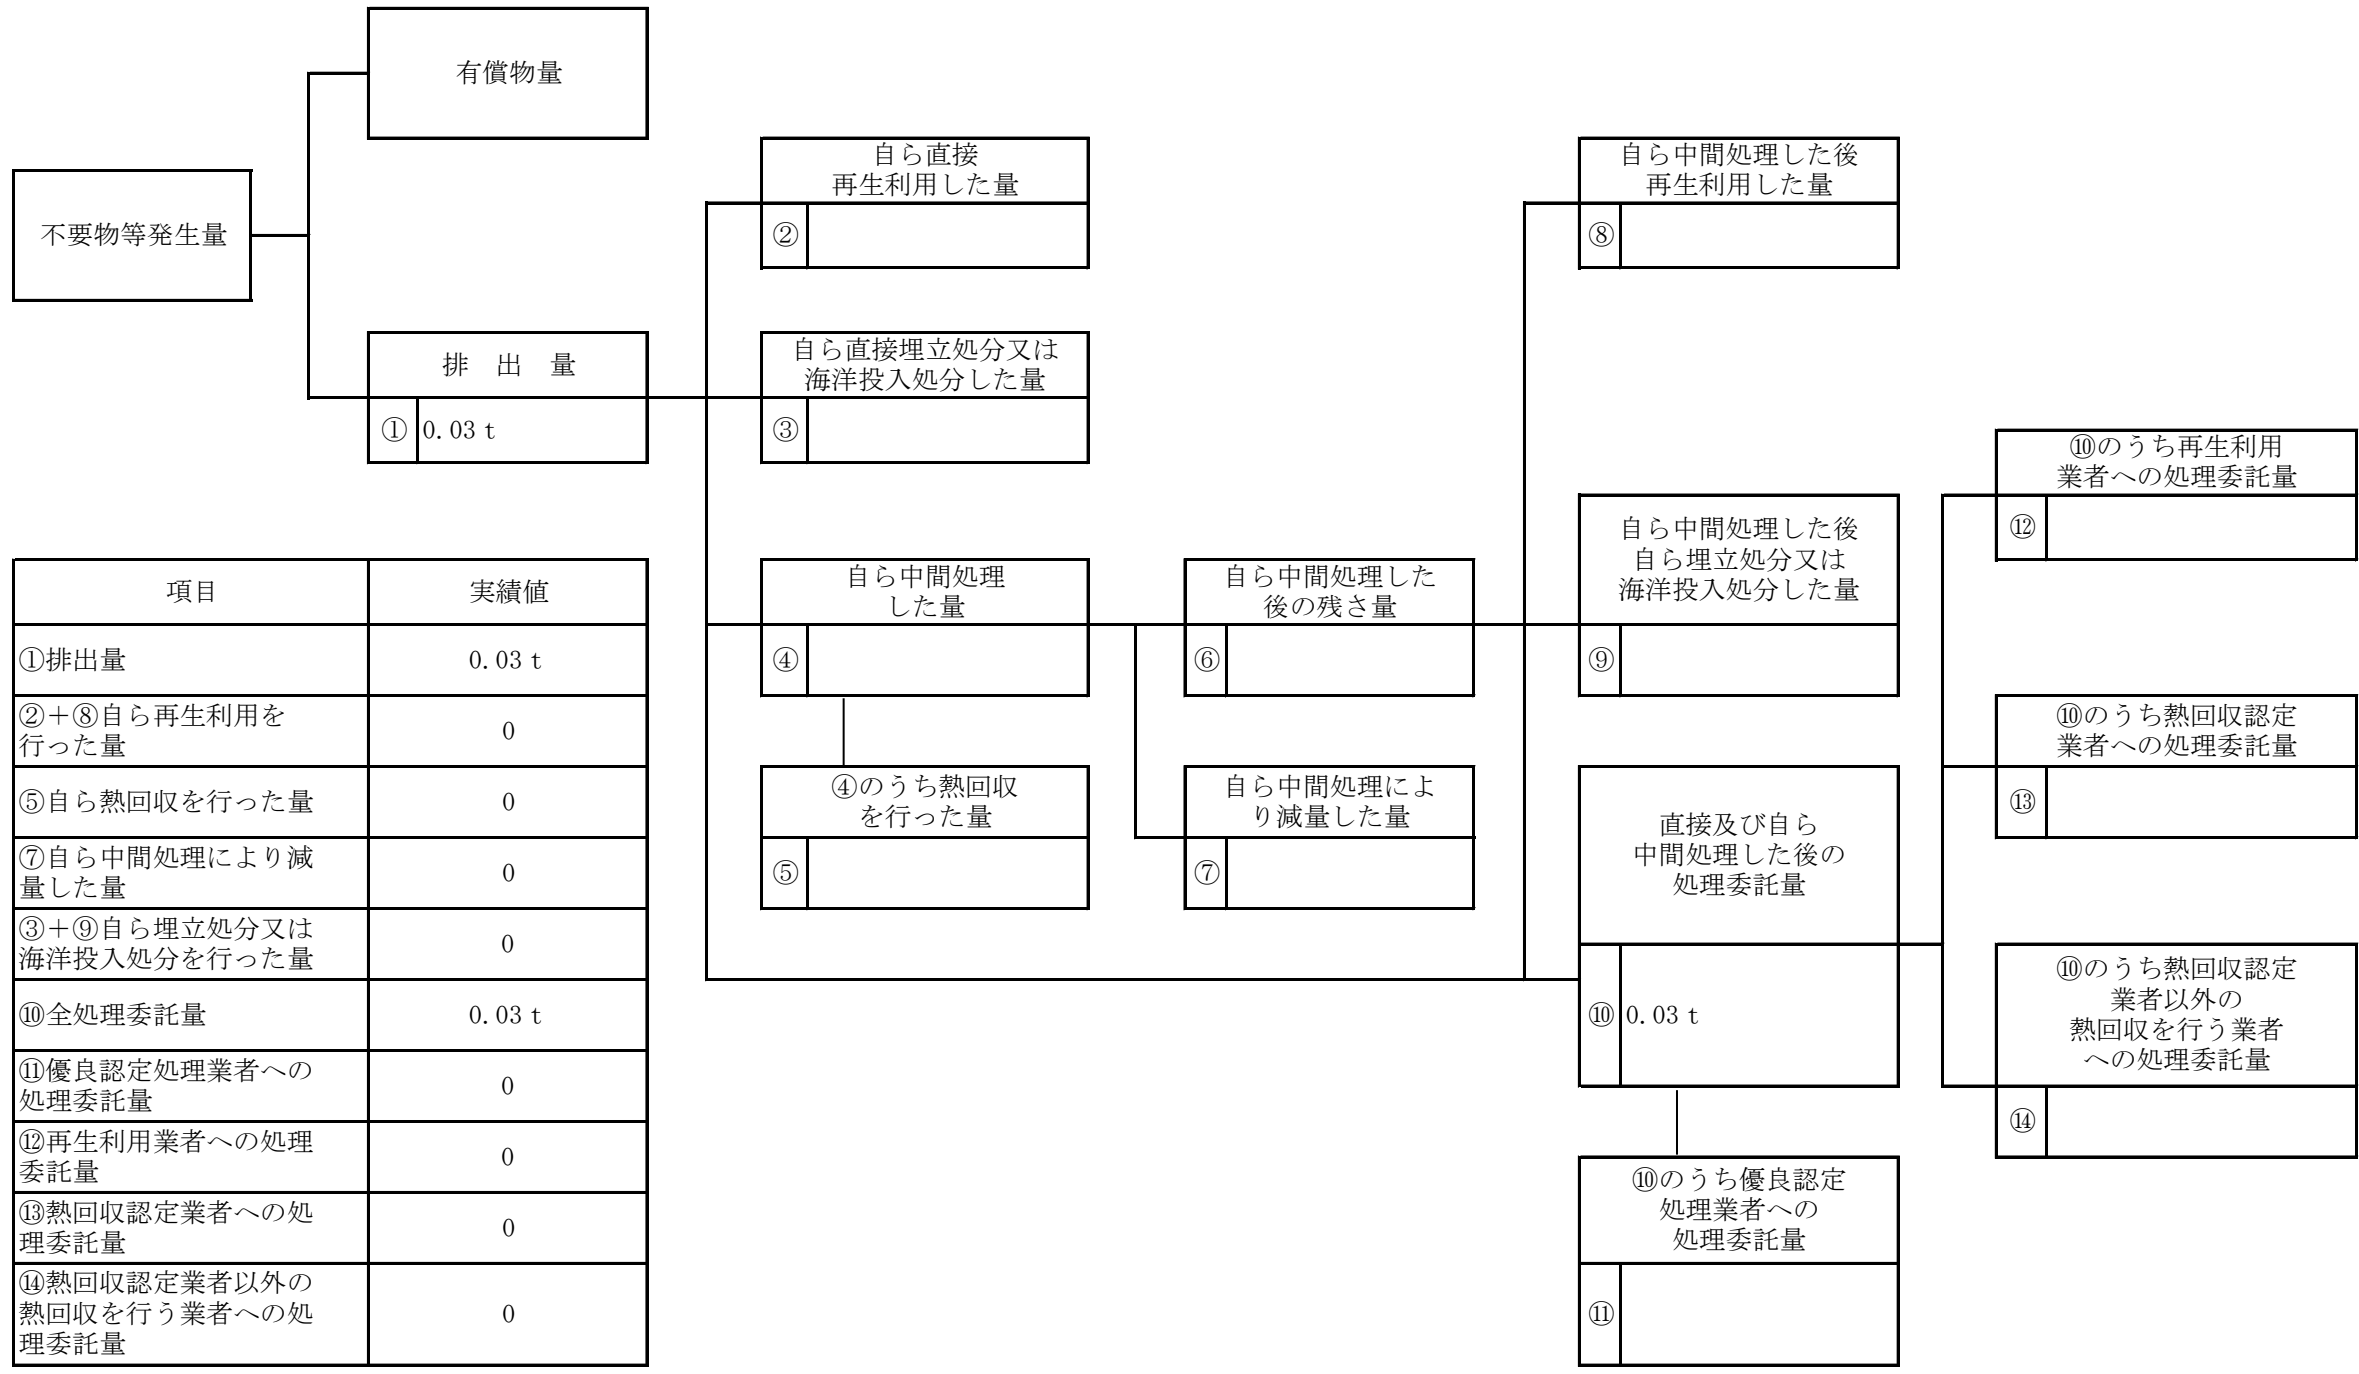 有償物量
不要物等発生量
排　出　量
①
0.03ｔ
自ら直接
再生利用した量
②
自ら直接埋立処分又は
海洋投入処分した量
③
自ら中間処理
した量
④
④のうち熱回収
を行った量
⑤
自ら中間処理した
後の残さ量
⑥
自ら中間処理によ
り減量した量
⑦
自ら中間処理した後
再生利用した量
⑧
自ら中間処理した後
自ら埋立処分又は
海洋投入処分した量
⑨
直接及び自ら
中間処理した後の
処理委託量
⑩
0.03ｔ
⑩のうち優良認定
処理業者への
処理委託量
⑪
⑩のうち再生利用
業者への処理委託量
⑫
⑩のうち熱回収認定
業者への処理委託量
⑬
⑩のうち熱回収認定
業者以外の
熱回収を行う業者
への処理委託量
⑭
項目 実績値
①排出量 0.03ｔ
②＋⑧自ら再生利用を
行った量
0
⑤自ら熱回収を行った量 0
⑦自ら中間処理により減
量した量
0
③＋⑨自ら埋立処分又は
海洋投入処分を行った量
0
⑩全処理委託量 0.03ｔ
⑪優良認定処理業者への
処理委託量
0
⑫再生利用業者への処理
委託量
0
⑬熱回収認定業者への処
理委託量
0
⑭熱回収認定業者以外の
熱回収を行う業者への処
理委託量
0